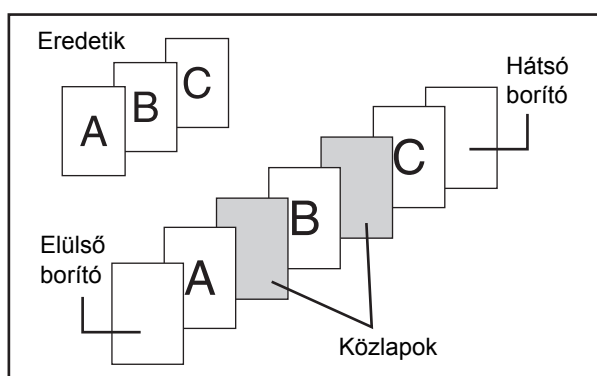 Eredetik
A
B
C
Hátsó
borító
Elülső
borító
A
B
C
Közlapok